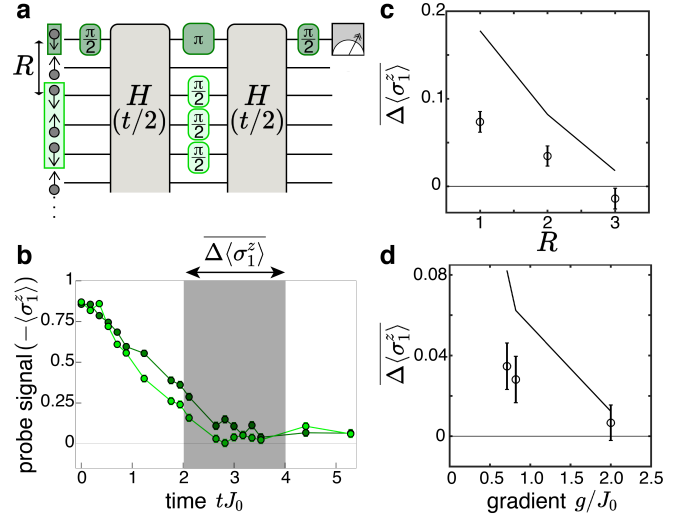 a
π/2 π π/2
R
H (t/2) π/2 H (t/2)
π/2
π/2
b
Δ⟨σ₁ᶻ⟩
probe signal (−⟨σ₁ᶻ⟩)
1
0.75
0.5
0.25
0
0 1 2 3 4 5
time tJ₀
c
Δ⟨σ₁ᶻ⟩
0.2
0.1
0
1 2 3
R
d
Δ⟨σ₁ᶻ⟩
0.08
0.04
0
0 0.5 1.0 1.5 2.0 2.5
gradient g/J₀